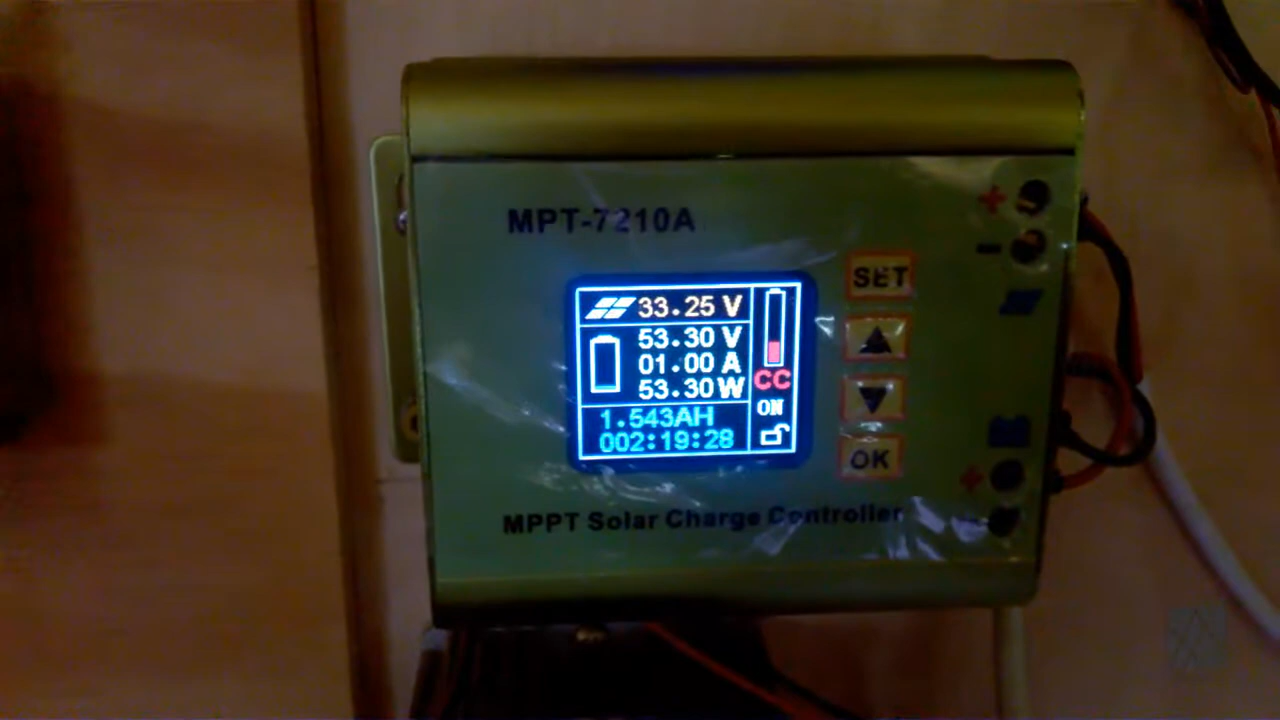 MPT-7210A
33.25 V
53.30 V
01.00 A
53.30 W
1.543AH
002:19:28
CC
ON
SET
▲
▼
OK
+
-
+
-
MPPT Solar Charge Controller